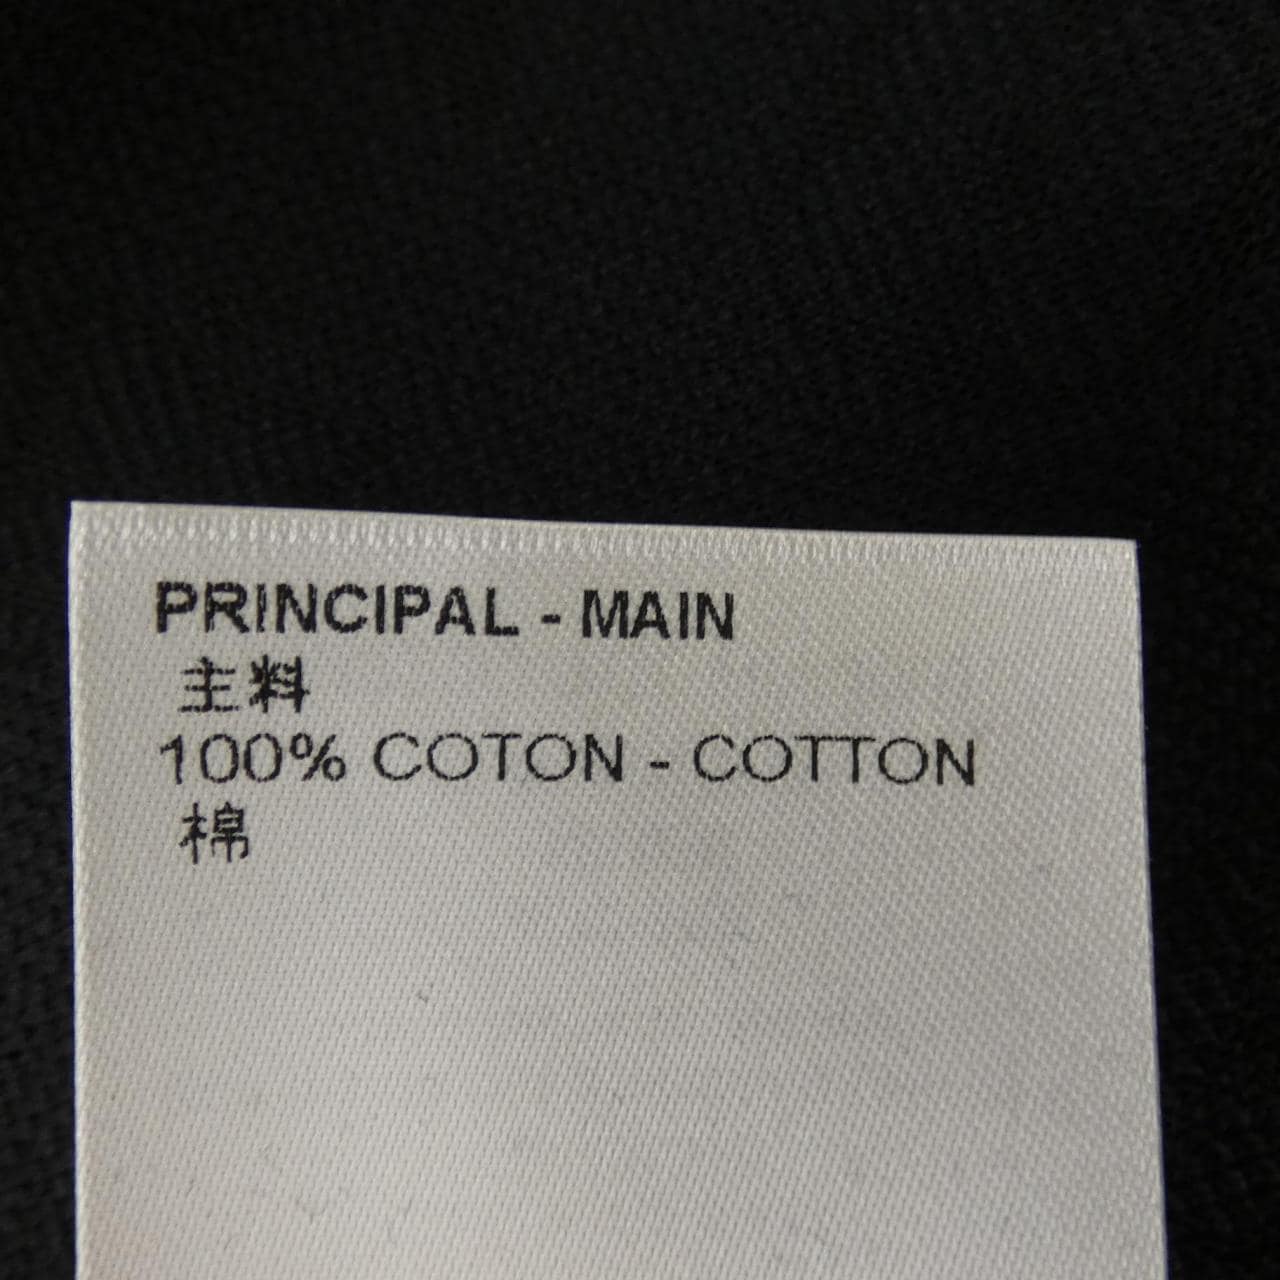 PRINCIPAL - MAIN
主料
100% COTON - COTTON
棉